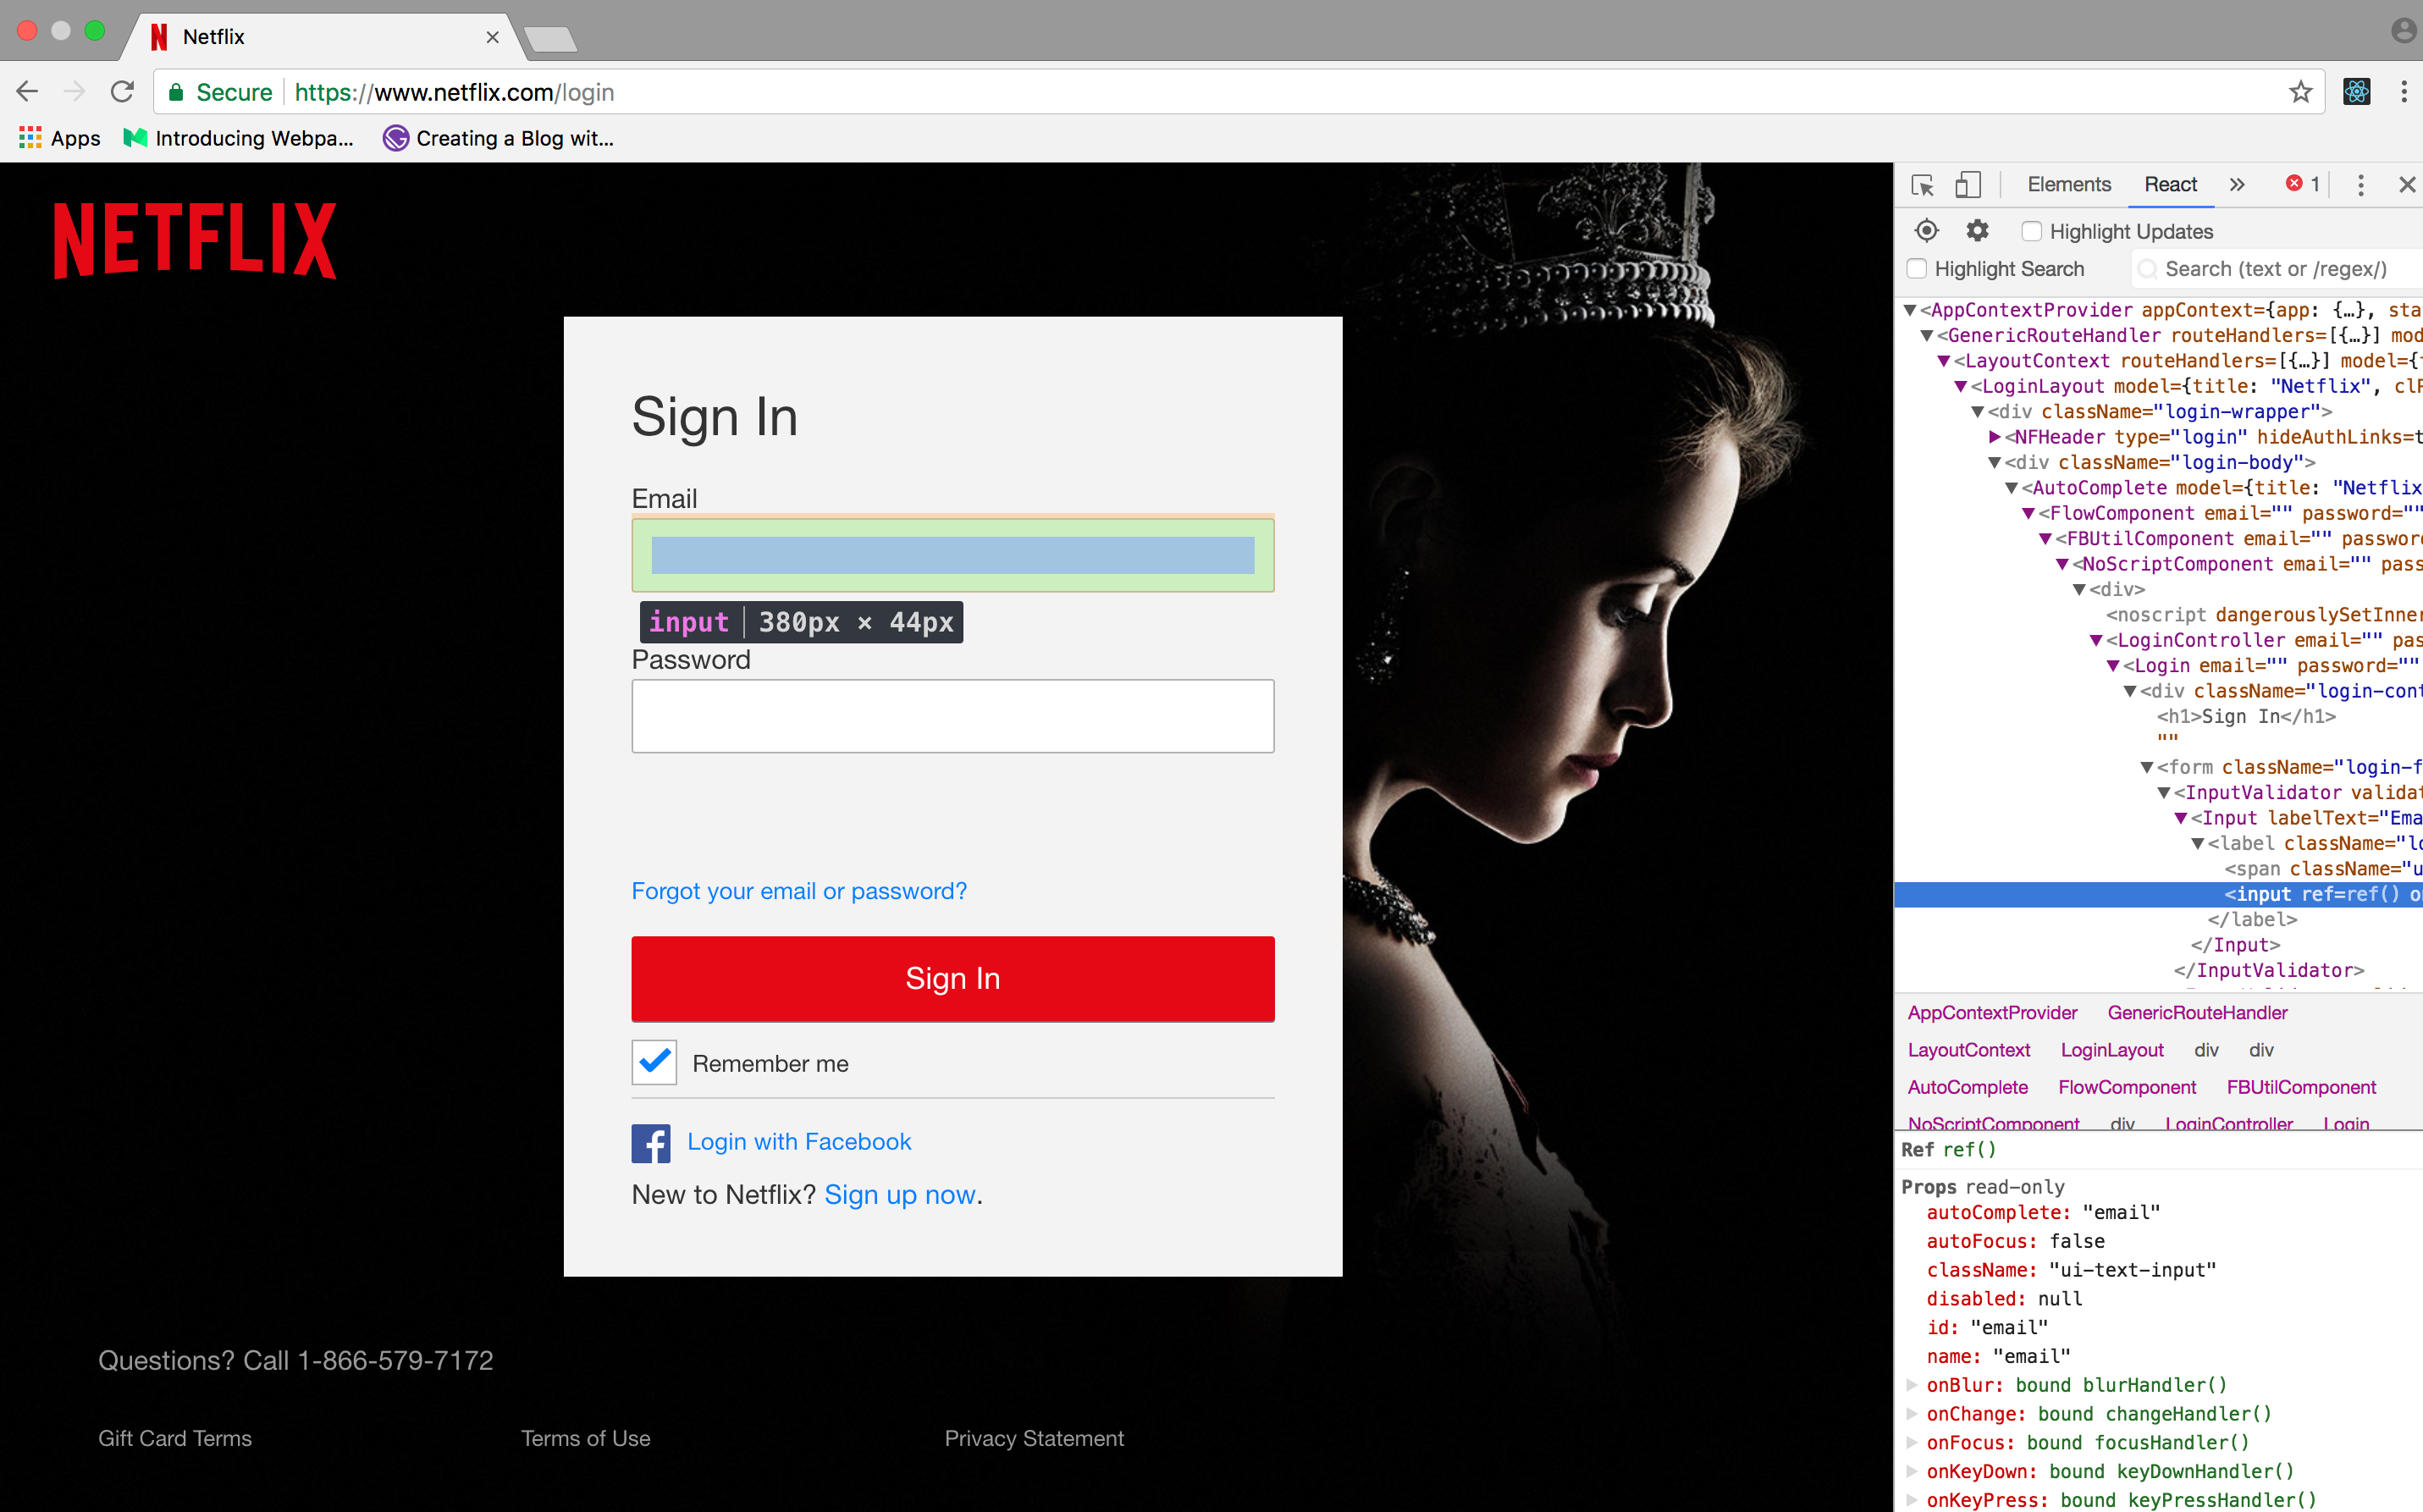 Netflix
Secure https://www.netflix.com/login
Apps Introducing Webpa... Creating a Blog wit...
NETFLIX
Sign In
Email
input 380px × 44px
Password
Forgot your email or password?
Sign In
Remember me
Login with Facebook
New to Netflix? Sign up now.
Questions? Call 1-866-579-7172
Gift Card Terms Terms of Use Privacy Statement
Elements React » 1
Highlight Updates
Highlight Search Search (text or /regex/)
<AppContextProvider appContext={app: {…}, sta
<GenericRouteHandler routeHandlers=[{…}] mod
<LayoutContext routeHandlers=[{…}] model={
<LoginLayout model={title: "Netflix", cl
<div className="login-wrapper">
<NFHeader type="login" hideAuthLinks=t
<div className="login-body">
<AutoComplete model={title: "Netflix
<FlowComponent email="" password=""
<FBUtilComponent email="" passwor
<NoScriptComponent email="" pass
<div>
<noscript dangerouslySetInner
<LoginController email="" pas
<Login email="" password=""
<div className="login-cont
<h1>Sign In</h1>
""
<form className="login-f
<InputValidator validat
<Input labelText="Ema
<label className="lo
<span className="u
<input ref=ref() o
</label>
</Input>
</InputValidator>
AppContextProvider GenericRouteHandler
LayoutContext LoginLayout div div
AutoComplete FlowComponent FBUtilComponent
NoScriptComponent div LoginController Login
Ref ref()
Props read-only
autoComplete: "email"
autoFocus: false
className: "ui-text-input"
disabled: null
id: "email"
name: "email"
onBlur: bound blurHandler()
onChange: bound changeHandler()
onFocus: bound focusHandler()
onKeyDown: bound keyDownHandler()
onKeyPress: bound keyPressHandler()